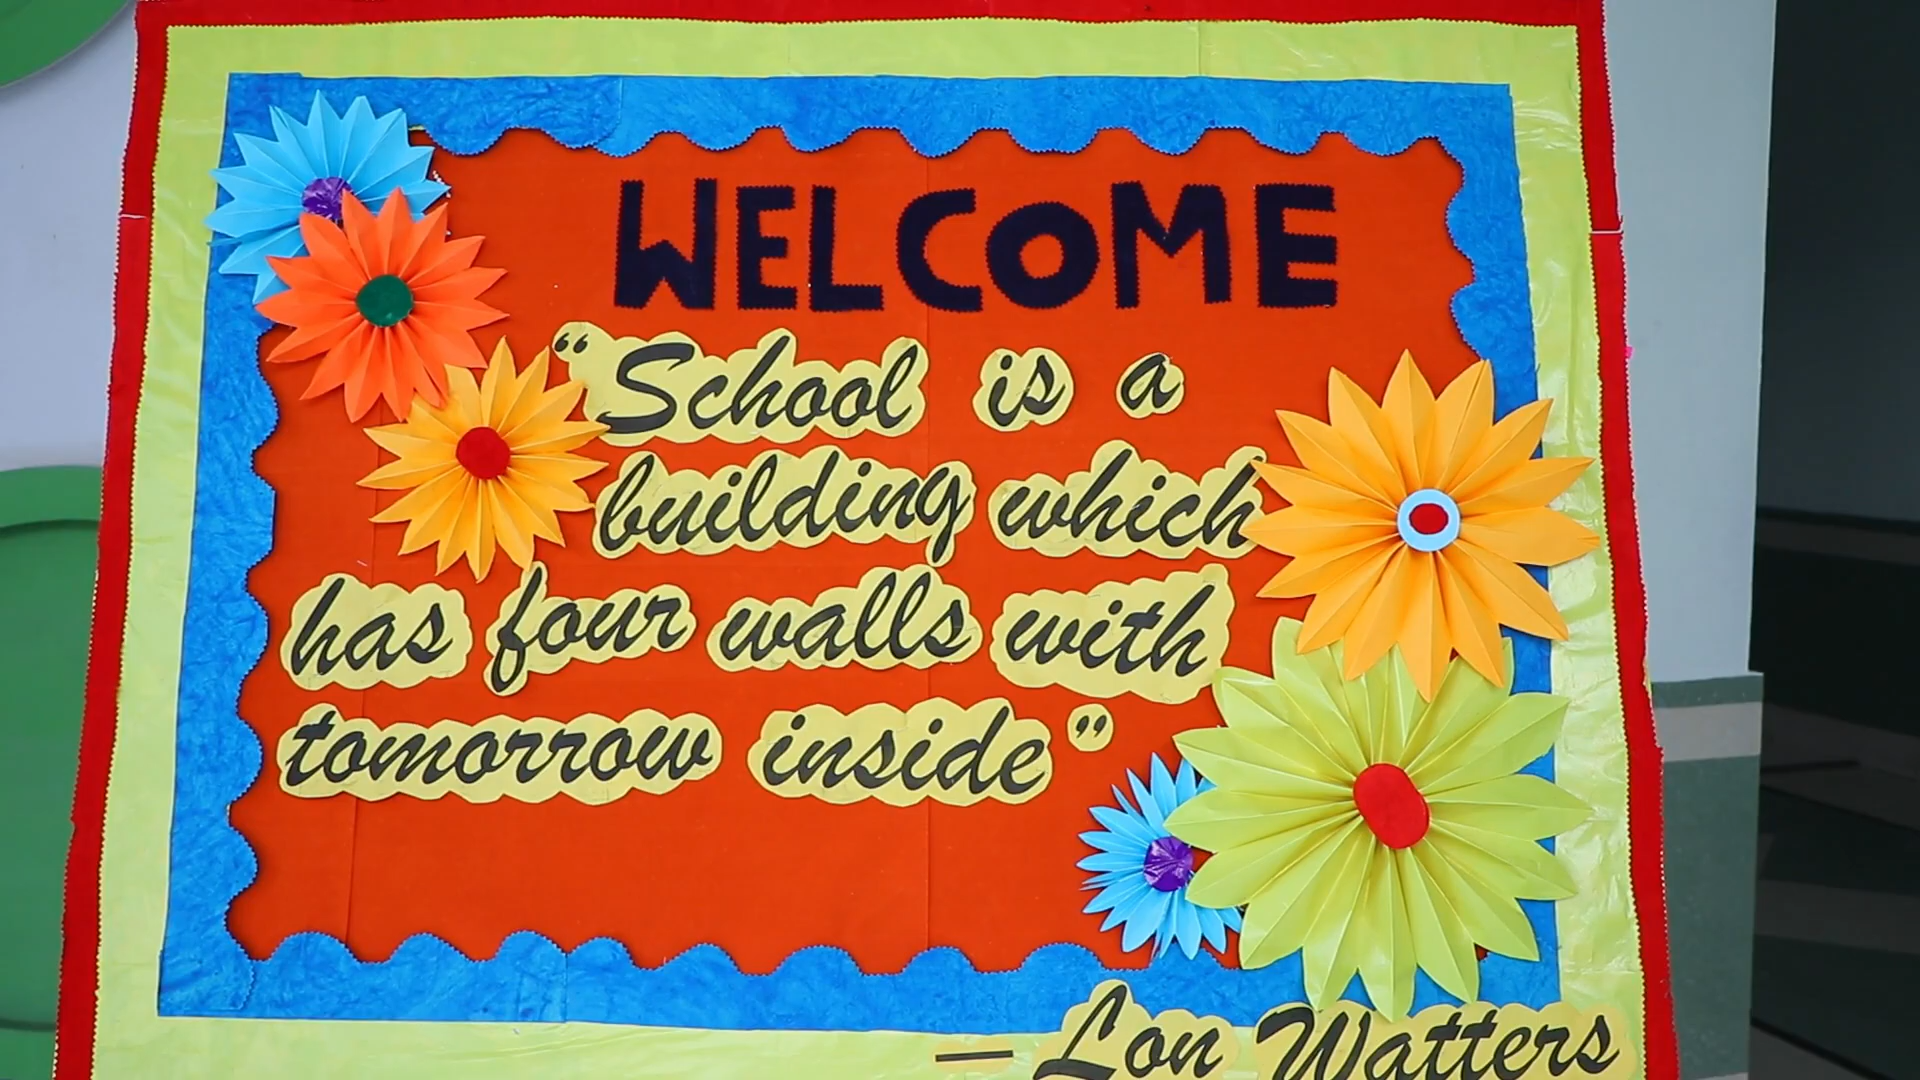 WELCOME
“School is a
building which
has four walls with
tomorrow inside”
— Lon Watters